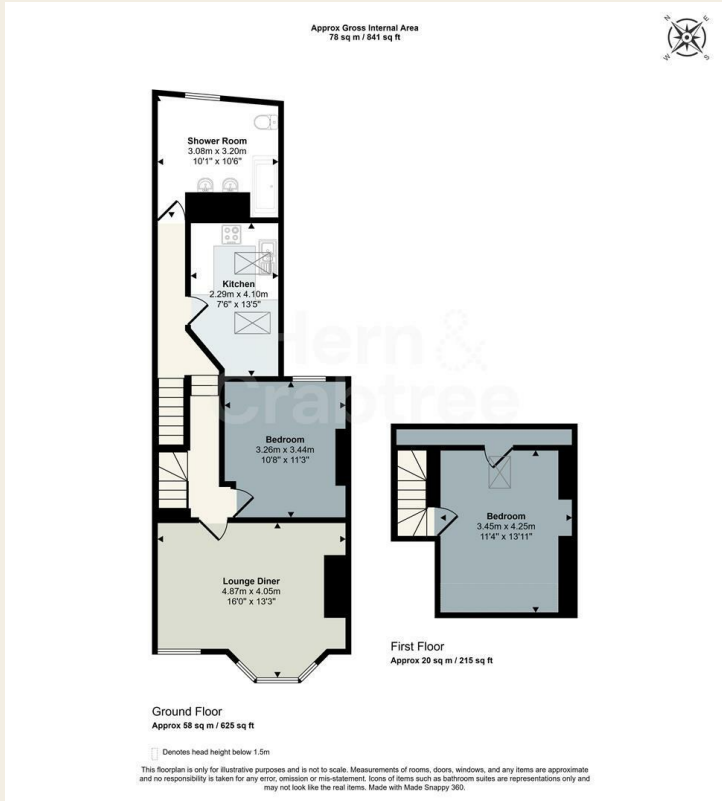 Approx Gross Internal Area
78 sq m / 841 sq ft
N
E
W
S
Shower Room
3.08m x 3.20m
10'1" x 10'6"
Kitchen
2.29m x 4.10m
7'6" x 13'5"
Hern &
Crabtree
Bedroom
3.26m x 3.44m
10'8" x 11'3"
Bedroom
3.45m x 4.25m
11'4" x 13'11"
Lounge Diner
4.87m x 4.05m
16'0" x 13'3"
First Floor
Approx 20 sq m / 215 sq ft
Ground Floor
Approx 58 sq m / 625 sq ft
Denotes head height below 1.5m
This floorplan is only for illustrative purposes and is not to scale. Measurements of rooms, doors, windows, and any items are approximate
and no responsibility is taken for any error, omission or mis-statement. Icons of items such as bathroom suites are representations only and
may not look like the real items. Made with Made Snappy 360.